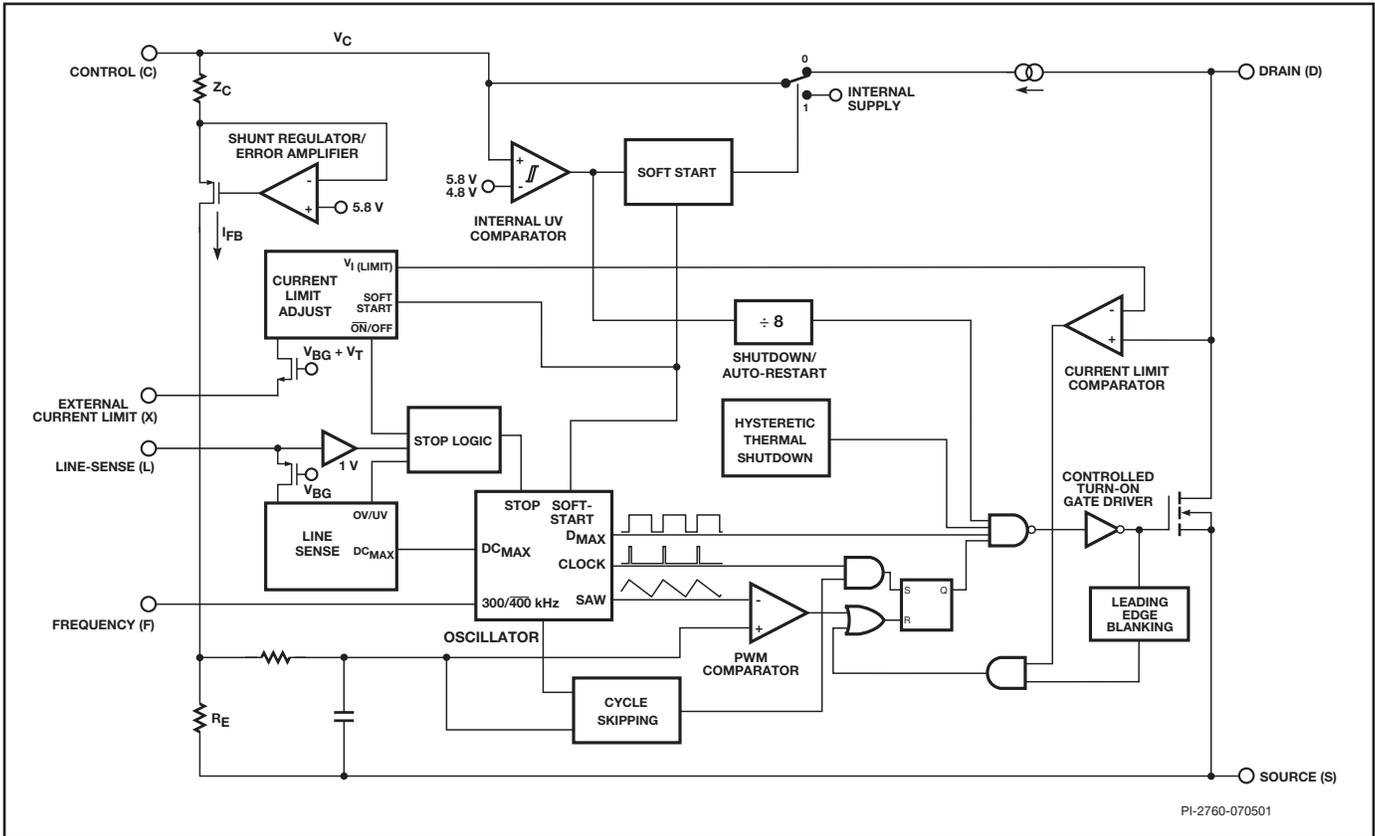 V_C
CONTROL (C)
Z_C
SHUNT REGULATOR/
ERROR AMPLIFIER
-
+
5.8 V
I_FB
+
-
5.8 V
4.8 V
INTERNAL UV
COMPARATOR
SOFT START
0
1
INTERNAL
SUPPLY
DRAIN (D)
CURRENT
LIMIT
ADJUST
V_I (LIMIT)
SOFT
START
O̅N̅/OFF
V_BG + V_T
÷ 8
SHUTDOWN/
AUTO-RESTART
-
+
CURRENT LIMIT
COMPARATOR
EXTERNAL
CURRENT LIMIT (X)
LINE-SENSE (L)
1 V
V_BG
STOP LOGIC
HYSTERETIC
THERMAL
SHUTDOWN
CONTROLLED
TURN-ON
GATE DRIVER
OV/UV
LINE
SENSE
DC_MAX
STOP
SOFT-
START
D_MAX
DC_MAX
CLOCK
SAW
300/4̅0̅0̅ kHz
OSCILLATOR
FREQUENCY (F)
-
+
PWM
COMPARATOR
S
Q
R
LEADING
EDGE
BLANKING
CYCLE
SKIPPING
R_E
SOURCE (S)
PI-2760-070501